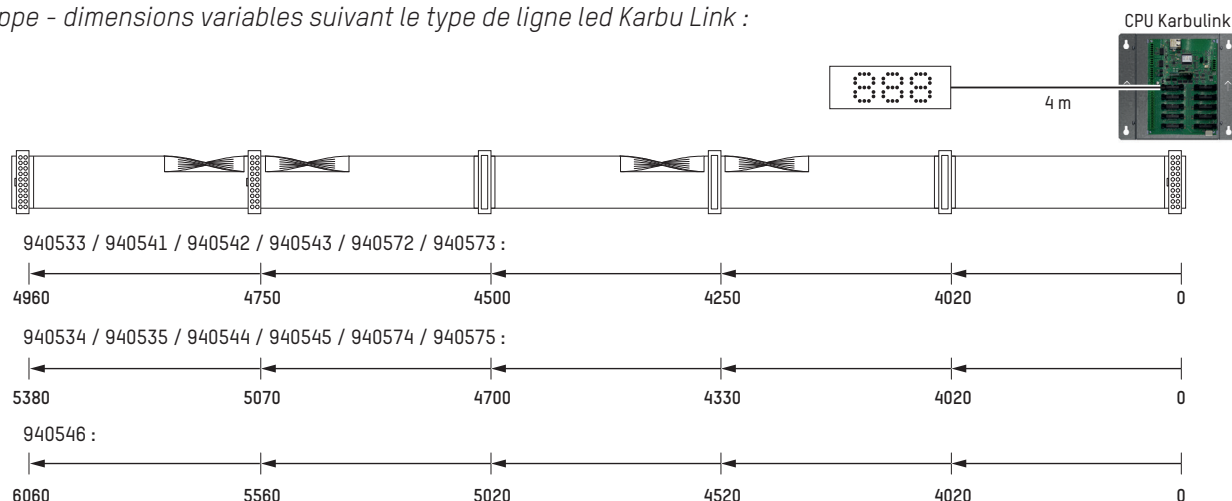 ppe - dimensions variables suivant le type de ligne led Karbu Link :
CPU Karbulink
888
4 m
940533 / 940541 / 940542 / 940543 / 940572 / 940573 :
4960 4750 4500 4250 4020 0
940534 / 940535 / 940544 / 940545 / 940574 / 940575 :
5380 5070 4700 4330 4020 0
940546 :
6060 5560 5020 4520 4020 0